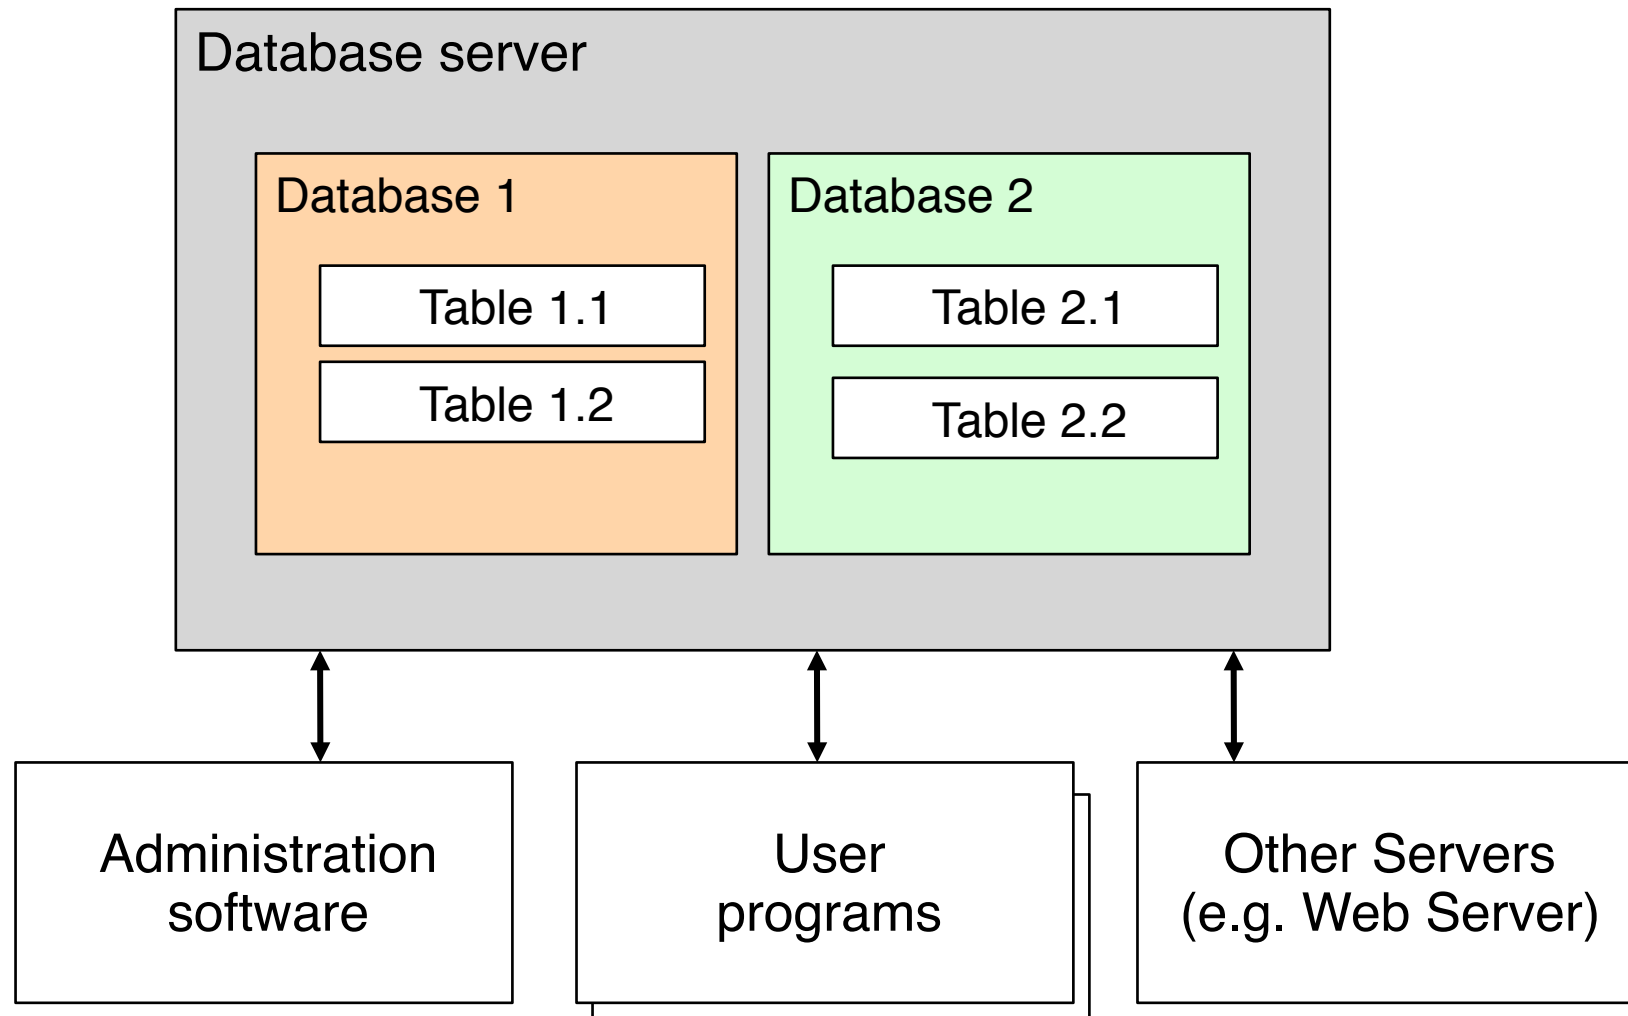 Database server
Database 1
Table 1.1
Table 1.2
Database 2
Table 2.1
Table 2.2
Administration
software
User
programs
Other Servers
(e.g. Web Server)